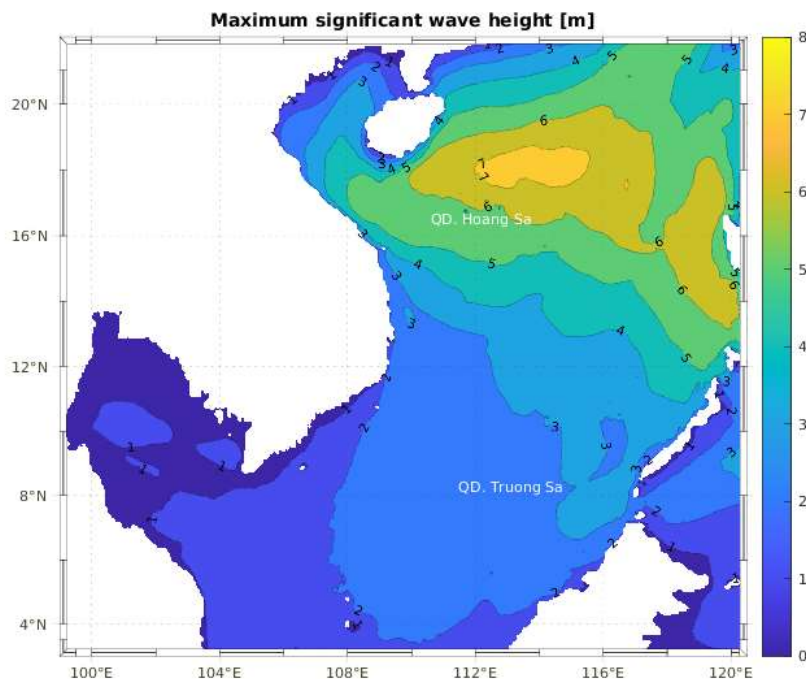 Maximum significant wave height [m]
8
7
6
5
4
3
2
1
0
20°N
16°N
12°N
8°N
4°N
QD. Hoang Sa
QD. Truong Sa
100°E 104°E 108°E 112°E 116°E 120°E